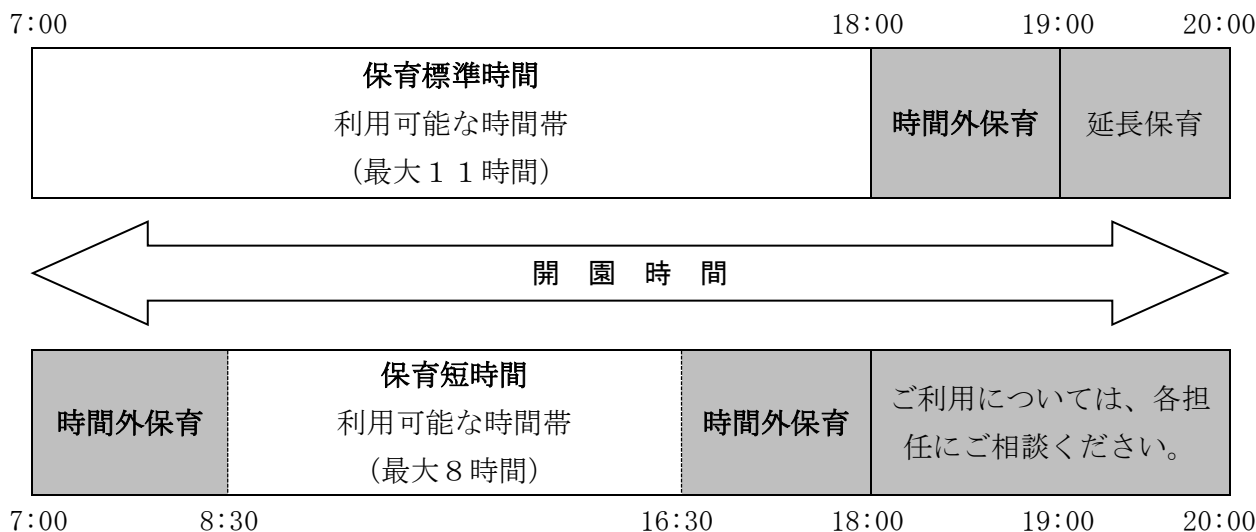 7:00 18:00 19:00 20:00
保育標準時間
利用可能な時間帯
(最大11時間)
時間外保育
延長保育
開園時間
時間外保育
保育短時間
利用可能な時間帯
(最大8時間)
時間外保育
ご利用については、各担
任にご相談ください。
7:00 8:30 16:30 18:00 19:00 20:00